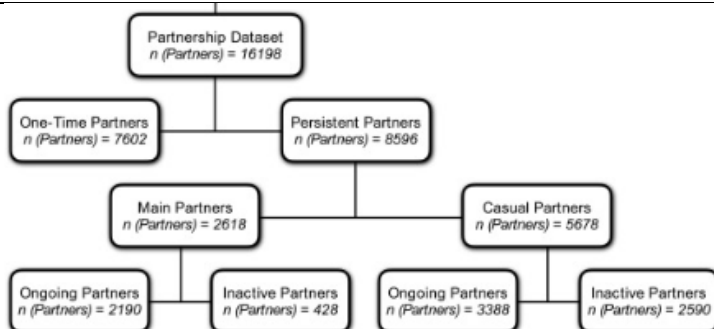 Partnership Dataset
n (Partners) = 16198
One-Time Partners
n (Partners) = 7602
Persistent Partners
n (Partners) = 8596
Main Partners
n (Partners) = 2618
Casual Partners
n (Partners) = 5678
Ongoing Partners
n (Partners) = 2190
Inactive Partners
n (Partners) = 428
Ongoing Partners
n (Partners) = 3388
Inactive Partners
n (Partners) = 2590